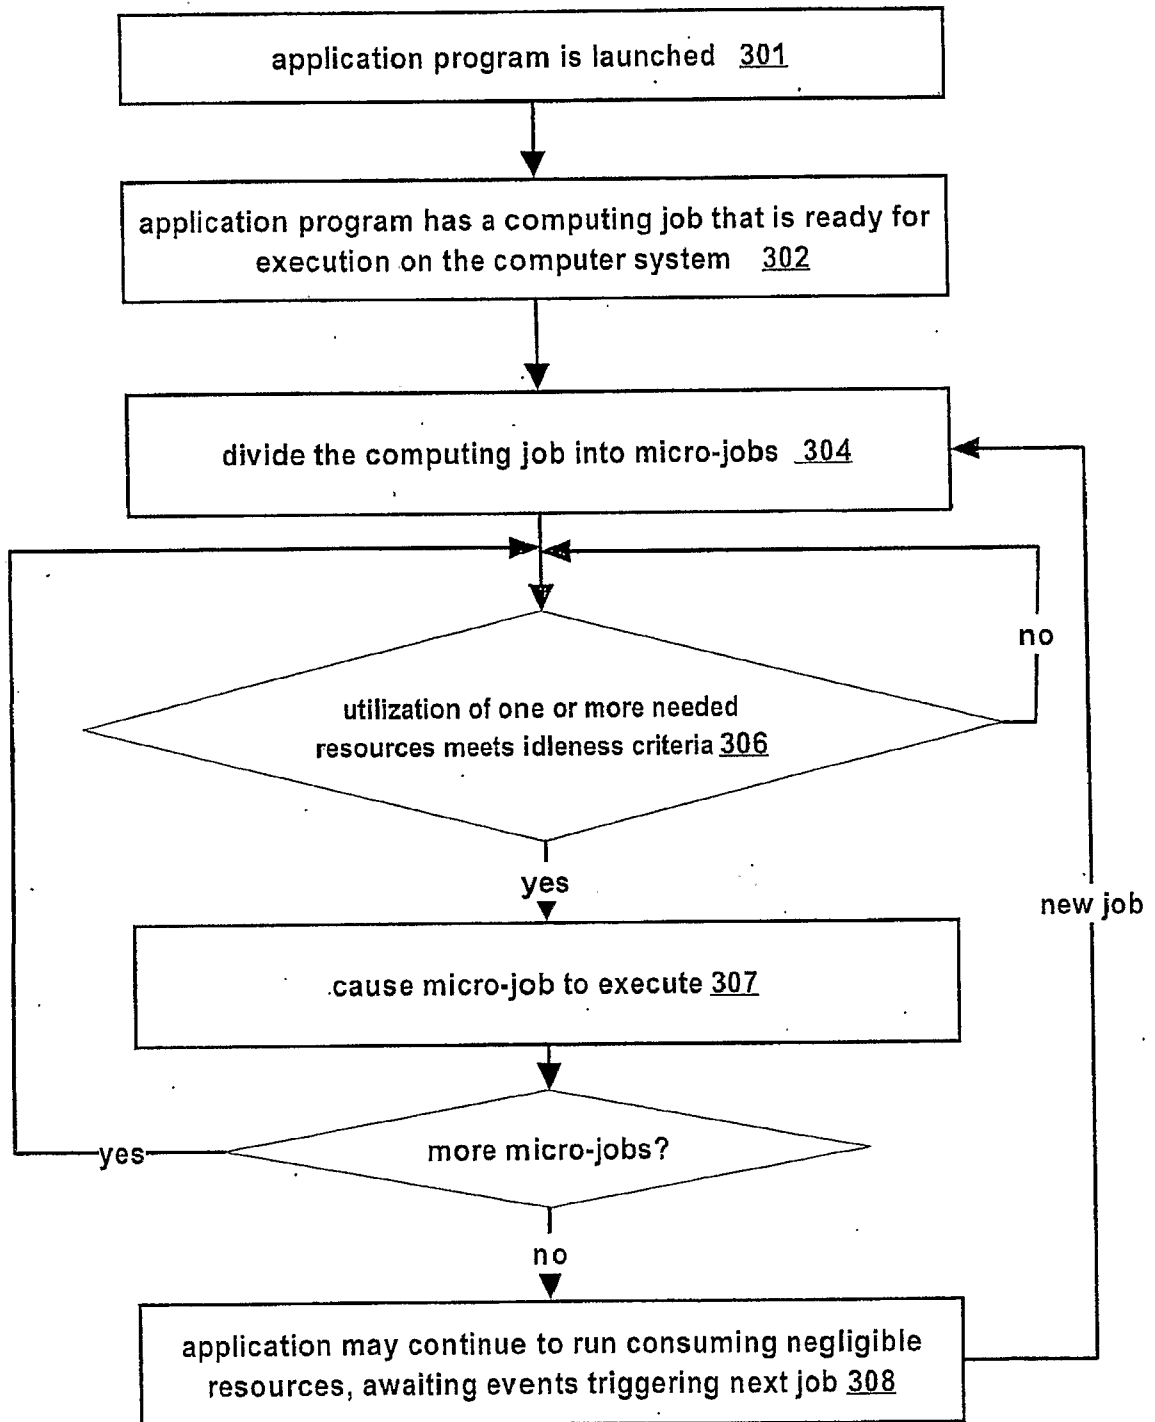 application program is launched 301
application program has a computing job that is ready for
execution on the computer system 302
divide the computing job into micro-jobs 304
no
utilization of one or more needed
resources meets idleness criteria 306
yes
new job
cause micro-job to execute 307
more micro-jobs?
yes
no
application may continue to run consuming negligible
resources, awaiting events triggering next job 308